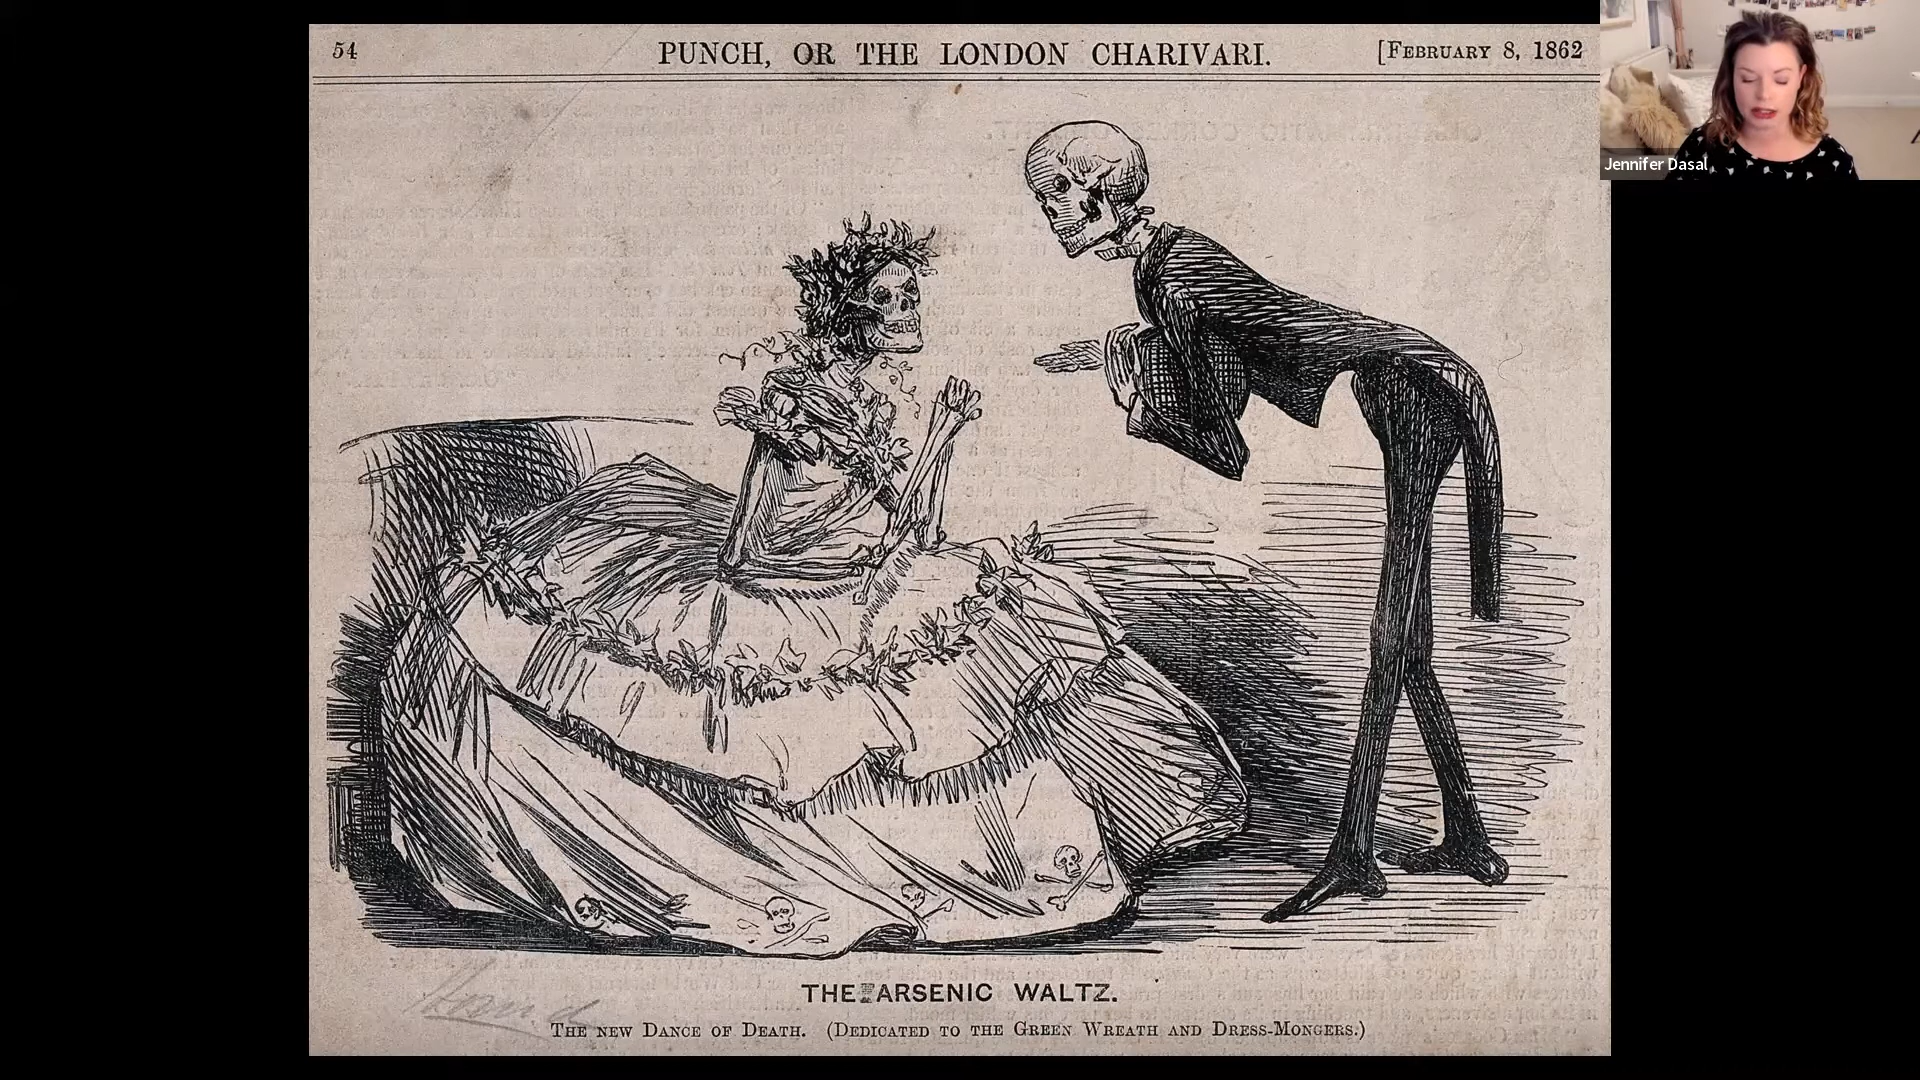 54 PUNCH, OR THE LONDON CHARIVARI. [FEBRUARY 8, 1862
Jennifer Dasal
THE ARSENIC WALTZ.
THE NEW DANCE OF DEATH. (DEDICATED TO THE GREEN WREATH AND DRESS-MONGERS.)